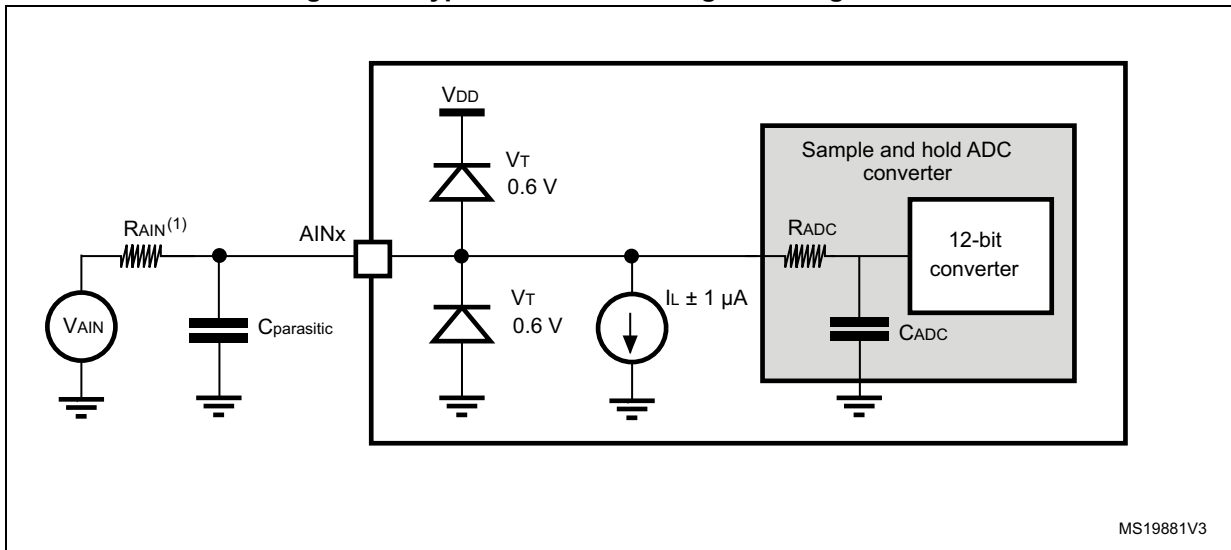 VDD
VT
0.6 V
Sample and hold ADC
converter
RAIN(1)
AINx
RADC
12-bit
converter
VT
0.6 V
IL ± 1 µA
VAIN
Cparasitic
CADC
MS19881V3